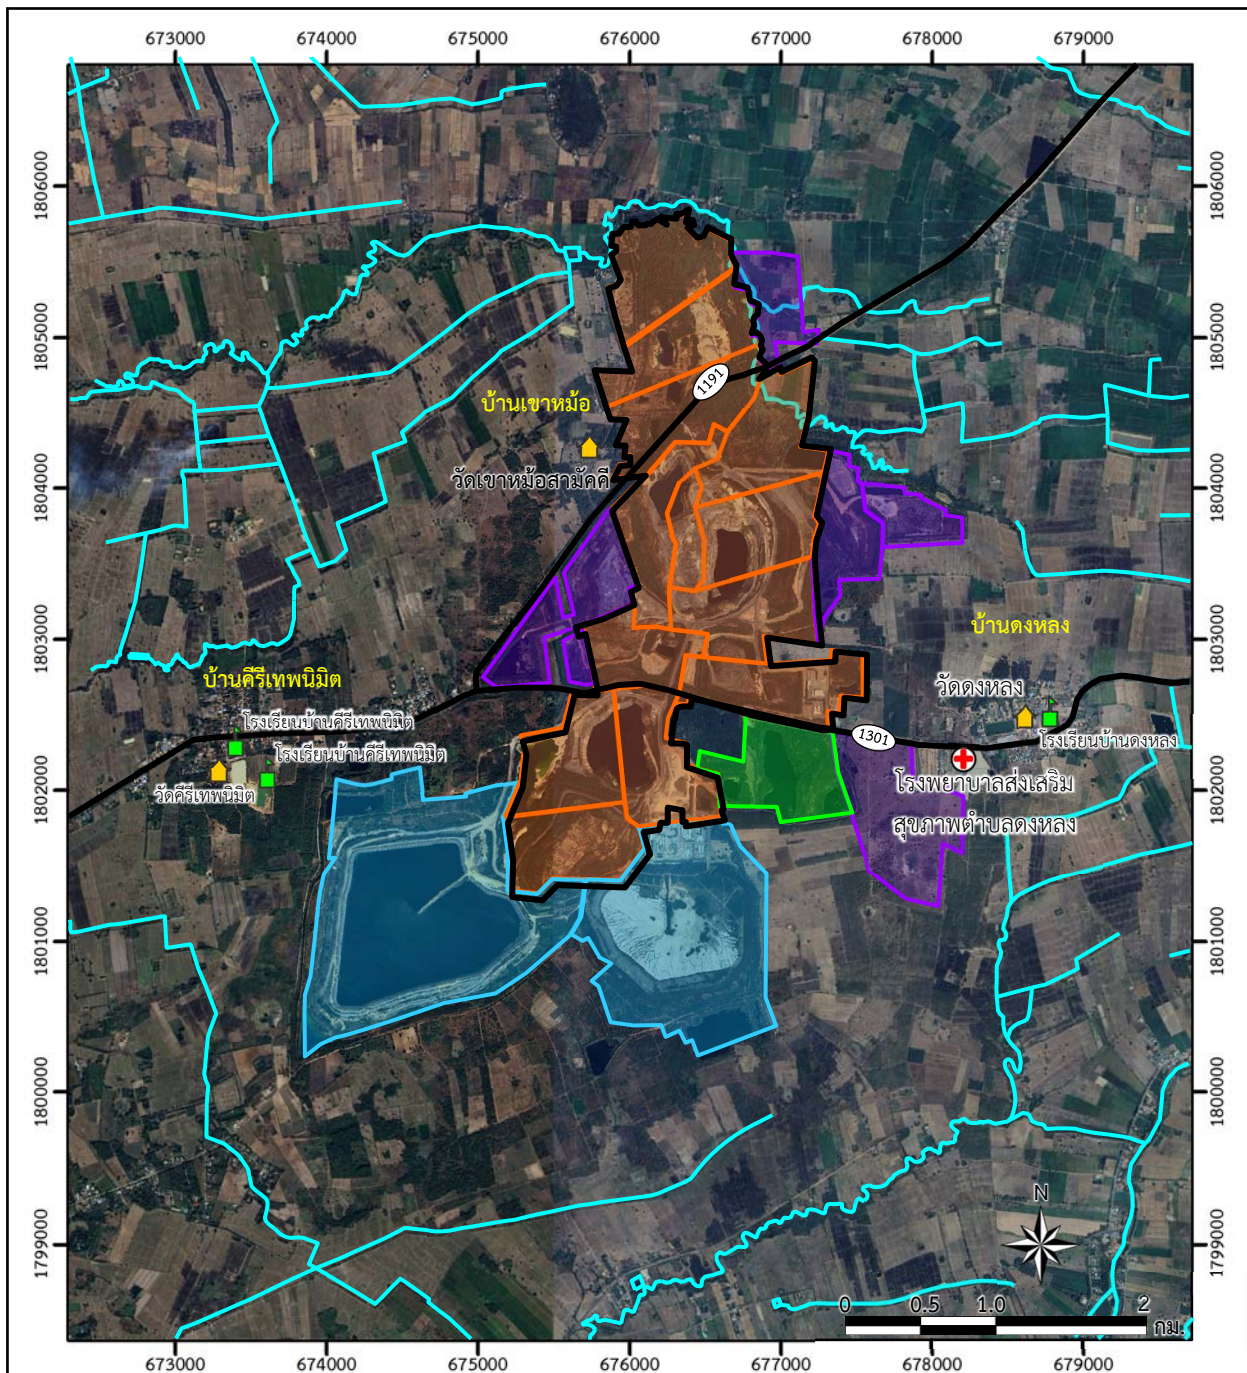 673000 674000 675000 676000 677000 678000 679000
1806000
1806000
1805000
1805000
1191
บ้านเขาหม้อ
วัดเขาหม้อสามัคคี
1804000
1804000
1803000
1803000
บ้านดงหลง
บ้านคีรีเทพนิมิต
วัดดงหลง
โรงเรียนบ้านคีรีเทพนิมิต
1301
โรงเรียนบ้านดงหลง
โรงเรียนบ้านคีรีเทพนิมิต
วัดคีรีเทพนิมิต
โรงพยาบาลส่งเสริม
สุขภาพตำบลดงหลง
1802000
1802000
1801000
1801000
1800000
1800000
N
1799000
1799000
0 0.5 1.0 2
กม.
673000 674000 675000 676000 677000 678000 679000